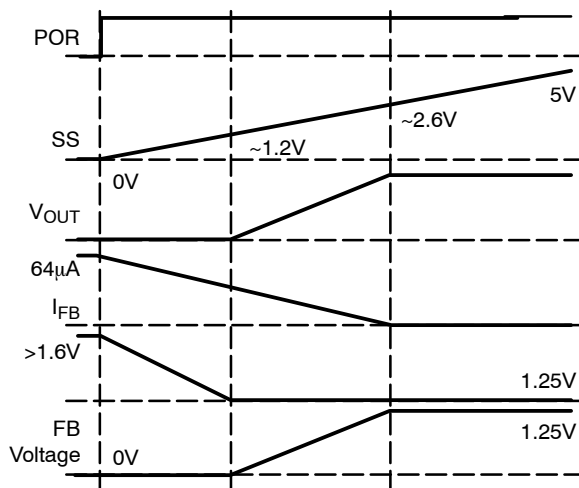 POR
5V
~2.6V
SS
~1.2V
0V
VOUT
64μA
IFB
>1.6V
1.25V
FB
Voltage
1.25V
0V